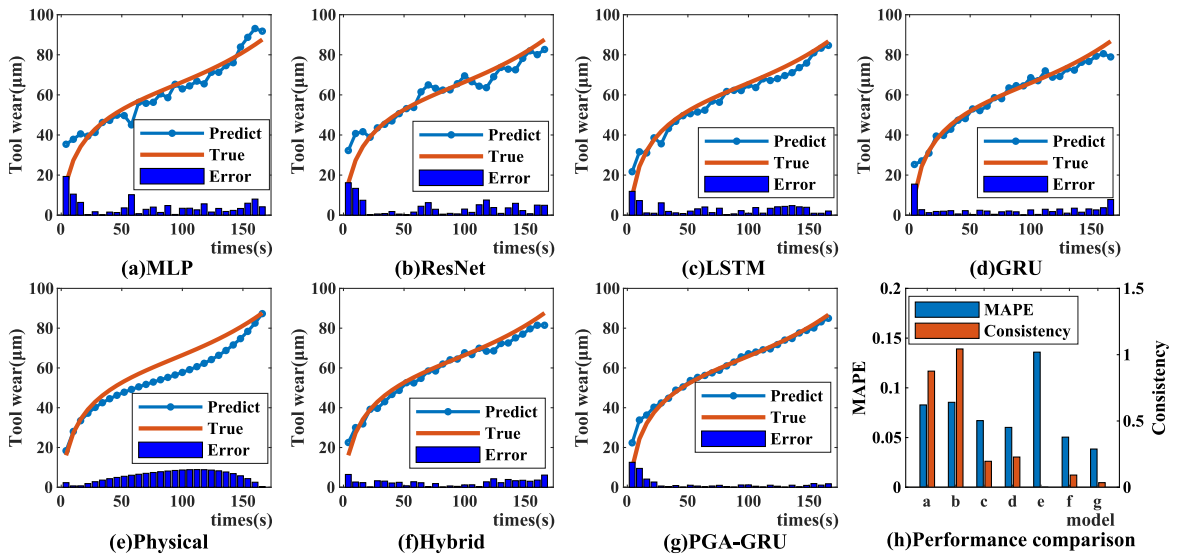 100
80
60
40
20
0
Tool wear(μm)
Predict
True
Error
0 50 100 150
times(s)
(a)MLP
100
80
60
40
20
0
Tool wear(μm)
Predict
True
Error
0 50 100 150
times(s)
(b)ResNet
100
80
60
40
20
0
Tool wear(μm)
Predict
True
Error
0 50 100 150
times(s)
(c)LSTM
100
80
60
40
20
0
Tool wear(μm)
Predict
True
Error
0 50 100 150
times(s)
(d)GRU
100
80
60
40
20
0
Tool wear(μm)
Predict
True
Error
0 50 100 150
times(s)
(e)Physical
100
80
60
40
20
0
Tool wear(μm)
Predict
True
Error
0 50 100 150
times(s)
(f)Hybrid
100
80
60
40
20
0
Tool wear(μm)
Predict
True
Error
0 50 100 150
times(s)
(g)PGA-GRU
0.2
0.15
0.1
0.05
0
MAPE
MAPE
Consistency
1.5
1
0.5
0
Consistency
a b c d e f g
model
(h)Performance comparison